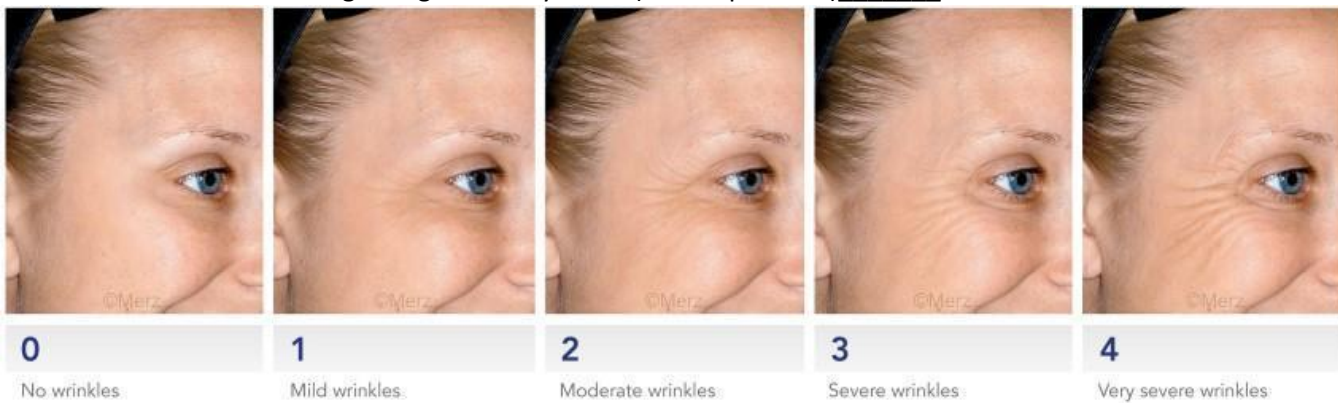 ©Merz ©Merz ©Merz ©Merz ©Merz
0 1 2 3 4
No wrinkles Mild wrinkles Moderate wrinkles Severe wrinkles Very severe wrinkles